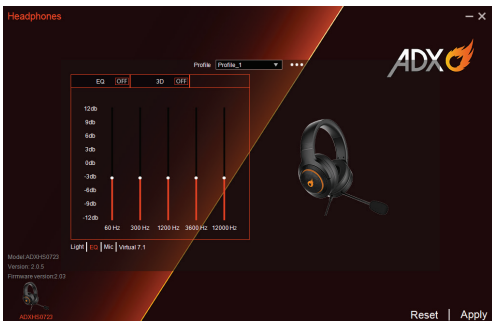 Headphones
ADX
Profile Profile_1
EQ OFF 3D OFF
12db
9db
6db
3db
0db
-3db
-6db
-9db
-12db
60 Hz 300 Hz 1200 Hz 3600 Hz 12000 Hz
Light EQ Mic Virtual 7.1
Model:ADXHS0723
Version: 2.0.5
Firmware version:2.03
ADXHS0723
Reset | Apply